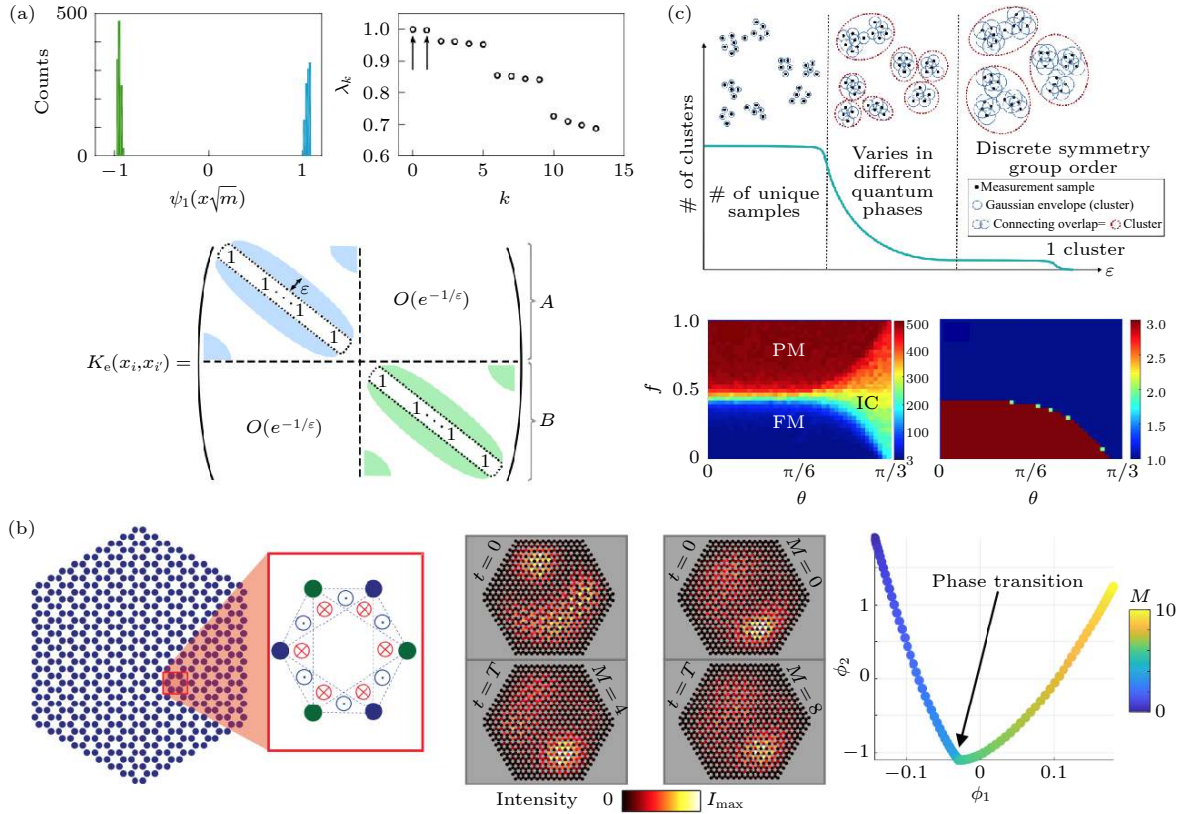 (a)
500
Counts
0
−1
0
1
ψ₁(x√m)
1.0
0.9
λₖ
0.8
0.7
0.6
0
5
10
15
k
Kₑ(xᵢ,xᵢ′) =
1
1
1
ε
O(e^{−1/ε})
A
O(e^{−1/ε})
1
1
1
B
(c)
# of clusters
# of unique
samples
Varies in
different
quantum
phases
Discrete symmetry
group order
Measurement sample
Gaussian envelope (cluster)
Connecting overlap= Cluster
1 cluster
ε
1.0
f
0.5
0
PM
IC
FM
0
π/6
π/3
θ
500
400
300
200
100
3
0
π/6
π/3
θ
3.0
2.6
2.2
1.8
1.4
1.0
(b)
t=0
t=0
M=0
t=T
M=4
t=T
M=8
Intensity 0 Iₘₐₓ
Phase transition
1
ϕ₂
0
−1
−0.1
0
0.1
ϕ₁
M
10
0